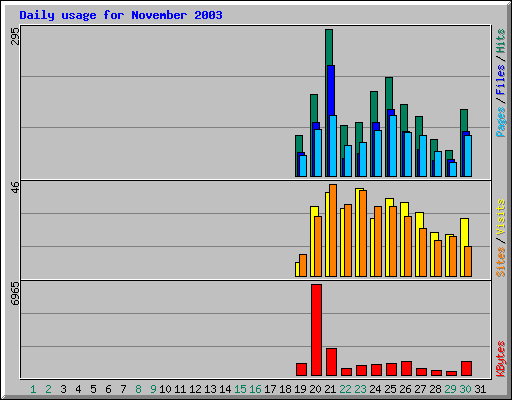 Daily usage for November 2003
295
46
6965
Pages / Files / Hits
Sites / Visits
KBytes
1 2 3 4 5 6 7 8 9 10 11 12 13 14 15 16 17 18 19 20 21 22 23 24 25 26 27 28 29 30 31